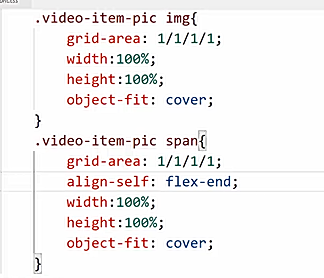 .video-item-pic img{
grid-area: 1/1/1/1;
width:100%;
height:100%;
object-fit: cover;
}
.video-item-pic span{
grid-area: 1/1/1/1;
align-self: flex-end;
width:100%;
height:100%;
object-fit: cover;
}